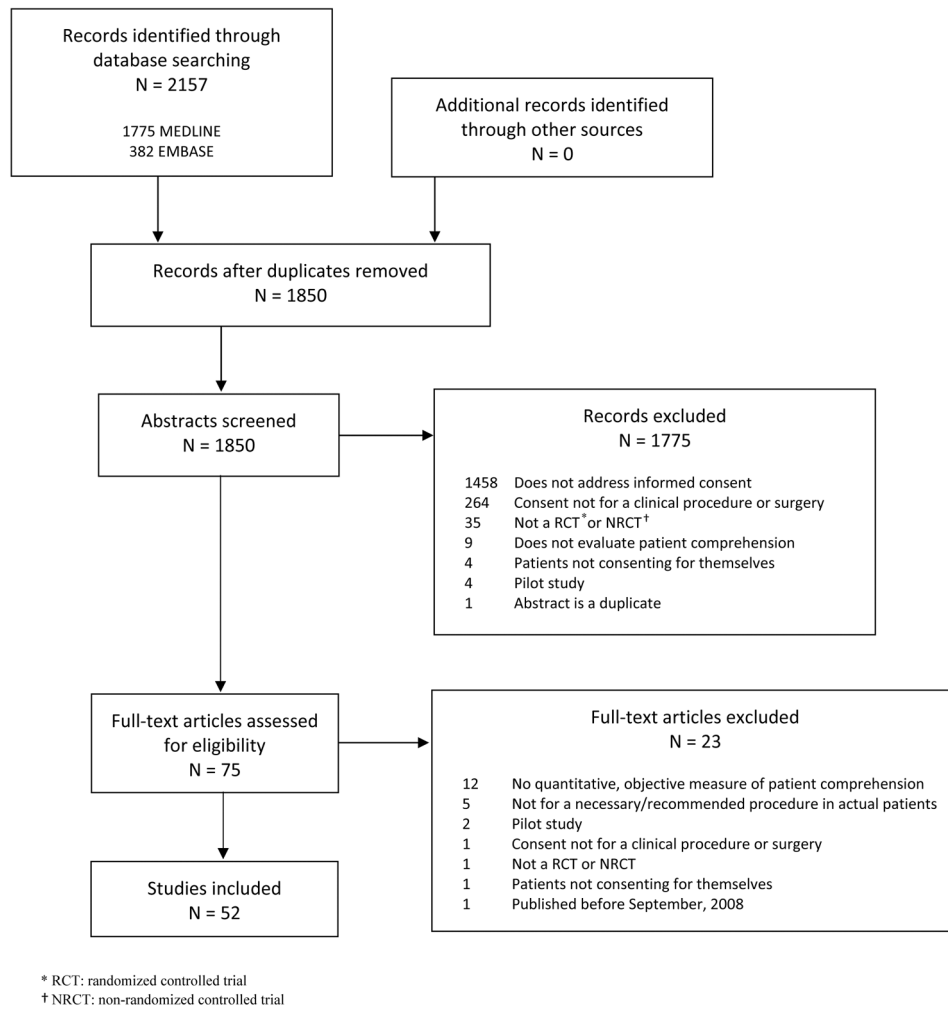 Records identified through
database searching
N = 2157
1775 MEDLINE
382 EMBASE
Additional records identified
through other sources
N = 0
Records after duplicates removed
N = 1850
Abstracts screened
N = 1850
Records excluded
N = 1775
1458 Does not address informed consent
264 Consent not for a clinical procedure or surgery
35 Not a RCT* or NRCT†
9 Does not evaluate patient comprehension
4 Patients not consenting for themselves
4 Pilot study
1 Abstract is a duplicate
Full-text articles assessed
for eligibility
N = 75
Full-text articles excluded
N = 23
12 No quantitative, objective measure of patient comprehension
5 Not for a necessary/recommended procedure in actual patients
2 Pilot study
1 Consent not for a clinical procedure or surgery
1 Not a RCT or NRCT
1 Patients not consenting for themselves
1 Published before September, 2008
Studies included
N = 52
* RCT: randomized controlled trial
† NRCT: non-randomized controlled trial